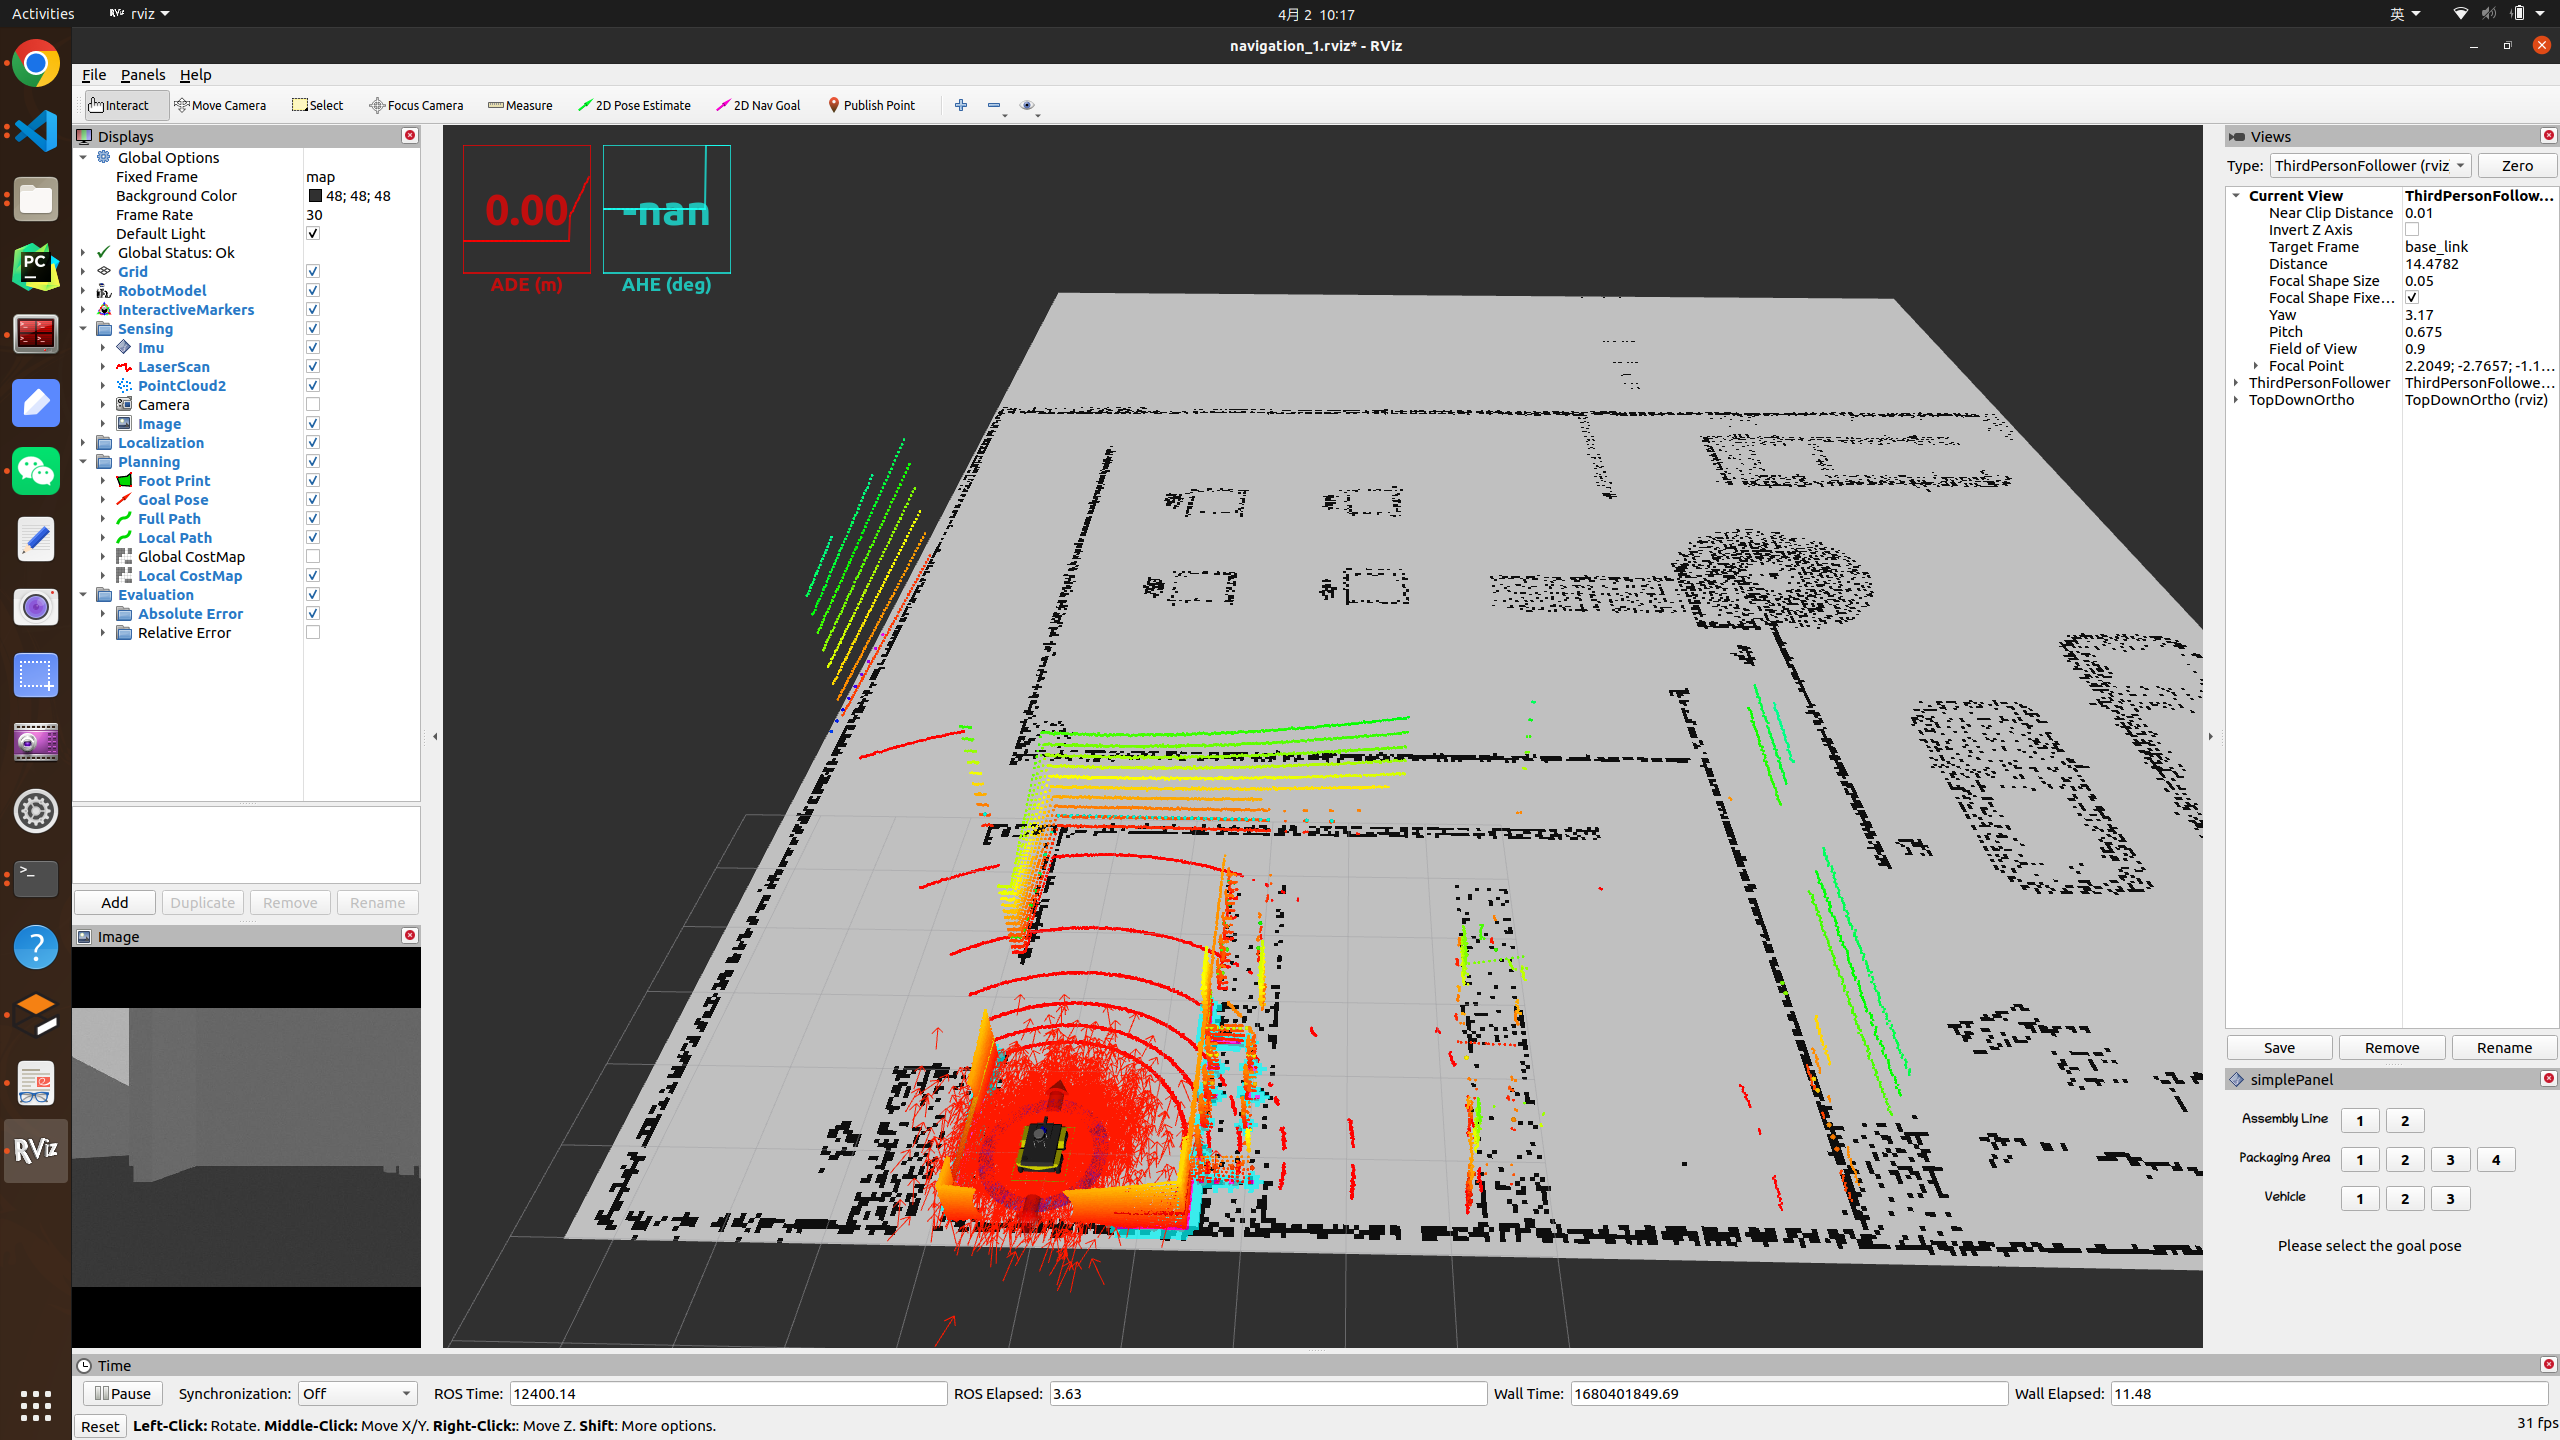 Activities rviz 4月 2 10:17 英
navigation_1.rviz* - RViz
File Panels Help
Interact Move Camera Select Focus Camera Measure 2D Pose Estimate 2D Nav Goal Publish Point
Displays
Global Options
Fixed Frame map
Background Color 48; 48; 48
Frame Rate 30
Default Light
Global Status: Ok
Grid
RobotModel
InteractiveMarkers
Sensing
Imu
LaserScan
PointCloud2
Camera
Image
Localization
Planning
Foot Print
Goal Pose
Full Path
Local Path
Global CostMap
Local CostMap
Evaluation
Absolute Error
Relative Error
Add Duplicate Remove Rename
Image
0.00 -nan
ADE (m) AHE (deg)
Views
Type: ThirdPersonFollower (rviz Zero
Current View ThirdPersonFollow...
Near Clip Distance 0.01
Invert Z Axis
Target Frame base_link
Distance 14.4782
Focal Shape Size 0.05
Focal Shape Fixe...
Yaw 3.17
Pitch 0.675
Field of View 0.9
Focal Point 2.2049; -2.7657; -1.1...
ThirdPersonFollower ThirdPersonFollowe...
TopDownOrtho TopDownOrtho (rviz)
Save Remove Rename
simplePanel
Assembly Line 1 2
Packaging Area 1 2 3 4
Vehicle 1 2 3
Please select the goal pose
PC
RViz
Time
Pause Synchronization: Off ROS Time: 12400.14 ROS Elapsed: 3.63 Wall Time: 1680401849.69 Wall Elapsed: 11.48
Reset Left-Click: Rotate. Middle-Click: Move X/Y. Right-Click:: Move Z. Shift: More options. 31 fps